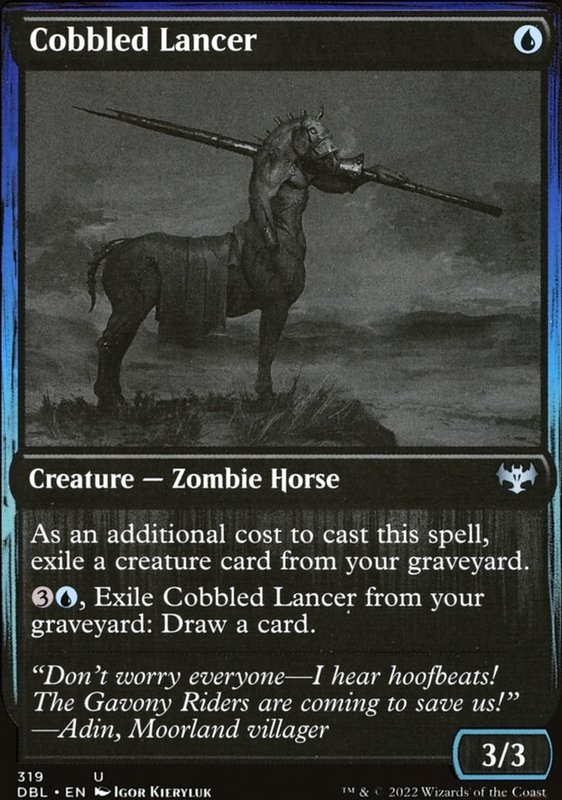 Cobbled Lancer
Creature — Zombie Horse
As an additional cost to cast this spell,
exile a creature card from your graveyard.
3, Exile Cobbled Lancer from your
graveyard: Draw a card.
“Don’t worry everyone—I hear hoofbeats!
The Gavony Riders are coming to save us!”
—Adin, Moorland villager
3/3
319 U
DBL • EN Igor Kieryluk
™ & © 2022 Wizards of the Coast